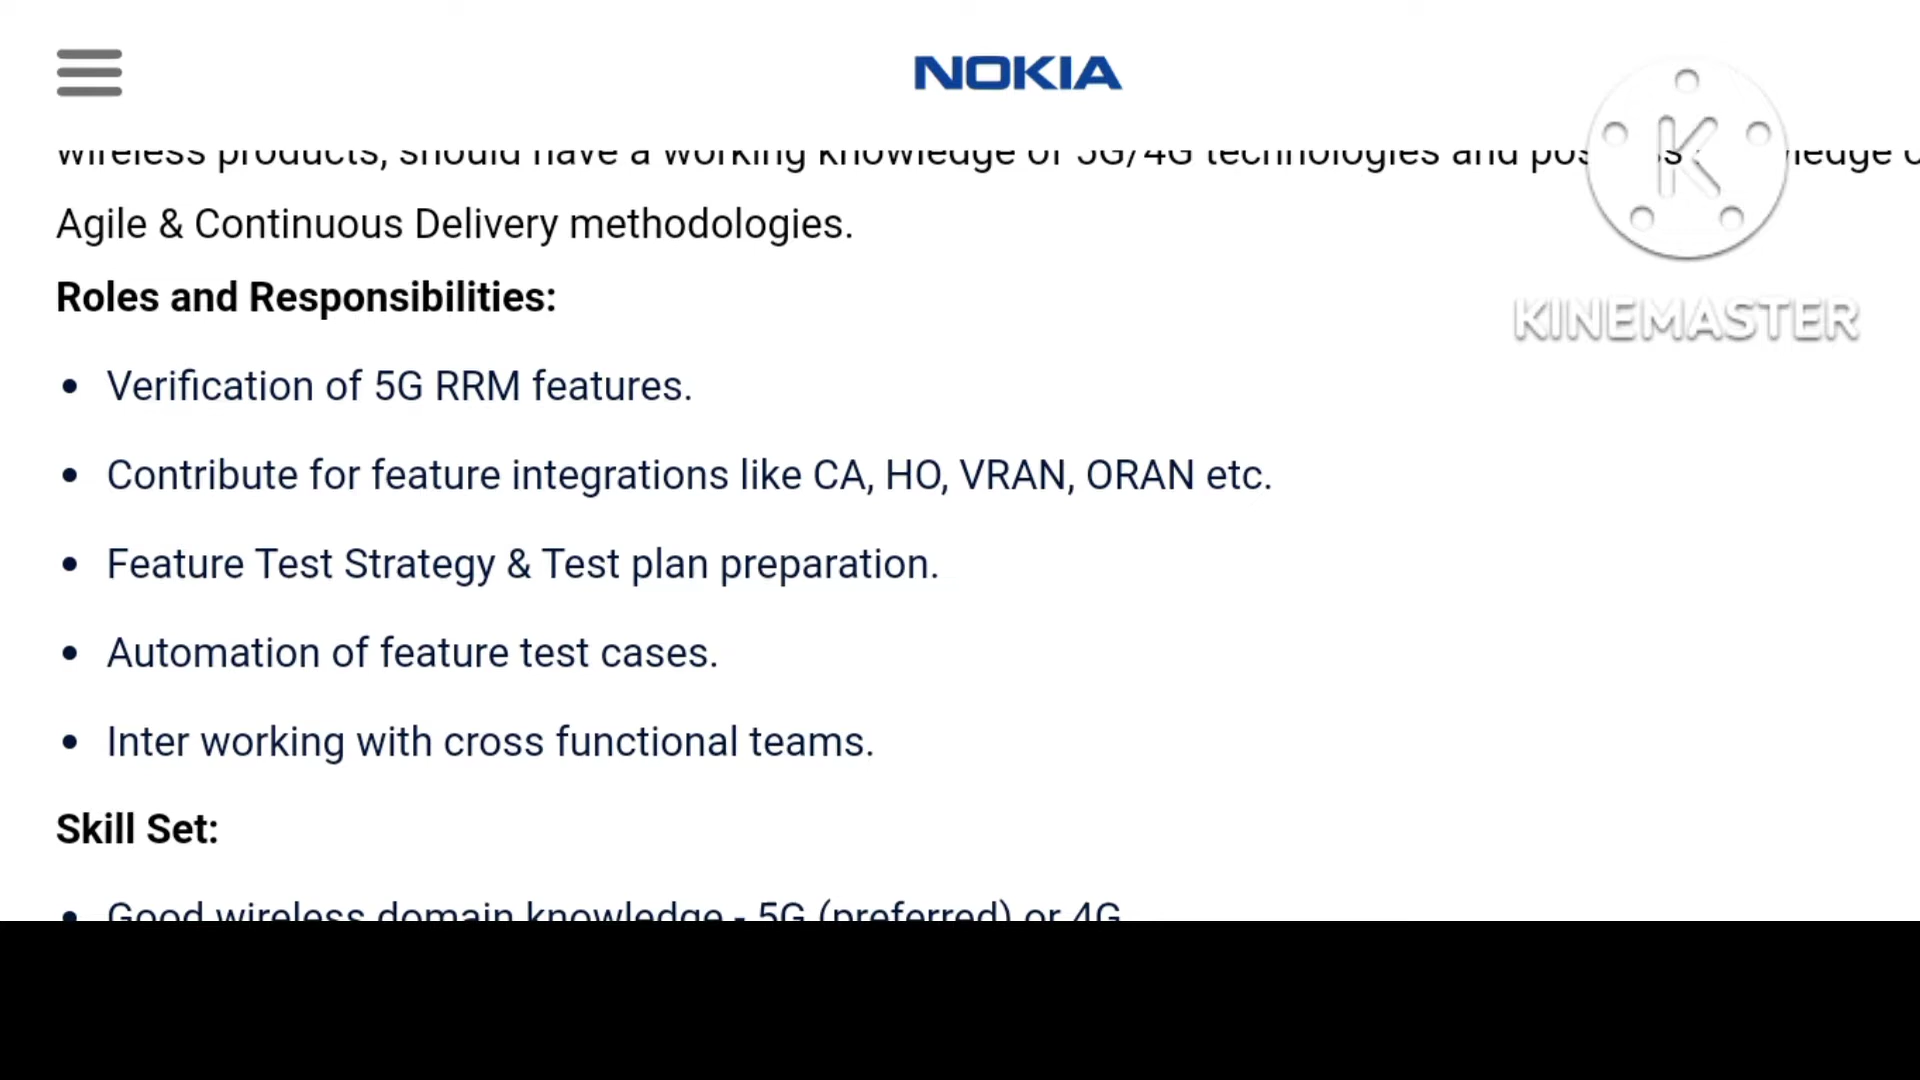 NOKIA
wireless products, should have a working knowledge of 5G/4G technologies and
Agile & Continuous Delivery methodologies.
KINEMASTER
Roles and Responsibilities:
• Verification of 5G RRM features.
• Contribute for feature integrations like CA, HO, VRAN, ORAN etc.
• Feature Test Strategy & Test plan preparation.
• Automation of feature test cases.
• Inter working with cross functional teams.
Skill Set:
• Good wireless domain knowledge - 5G (preferred) or 4G